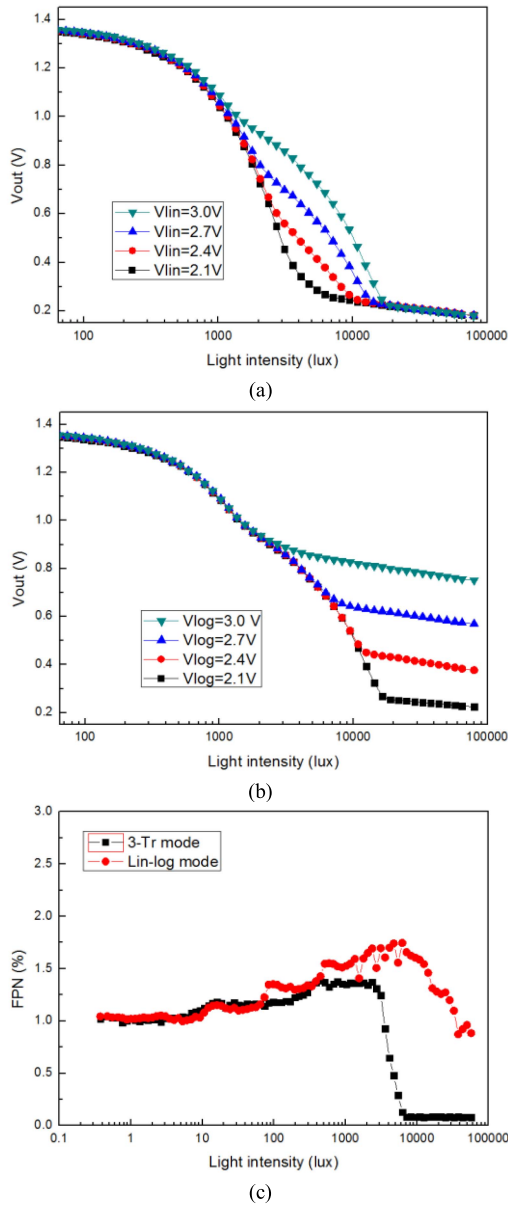 1.4
1.2
1.0
0.8
0.6
0.4
0.2
Vout (V)
Vlin=3.0V
Vlin=2.7V
Vlin=2.4V
Vlin=2.1V
100 1000 10000 100000
Light intensity (lux)
(a)
1.4
1.2
1.0
0.8
0.6
0.4
0.2
Vout (V)
Vlog=3.0 V
Vlog=2.7V
Vlog=2.4V
Vlog=2.1V
100 1000 10000 100000
Light intensity (lux)
(b)
3.0
2.5
2.0
1.5
1.0
0.5
0.0
FPN (%)
3-Tr mode
Lin-log mode
0.1 1 10 100 1000 10000 100000
Light intensity (lux)
(c)